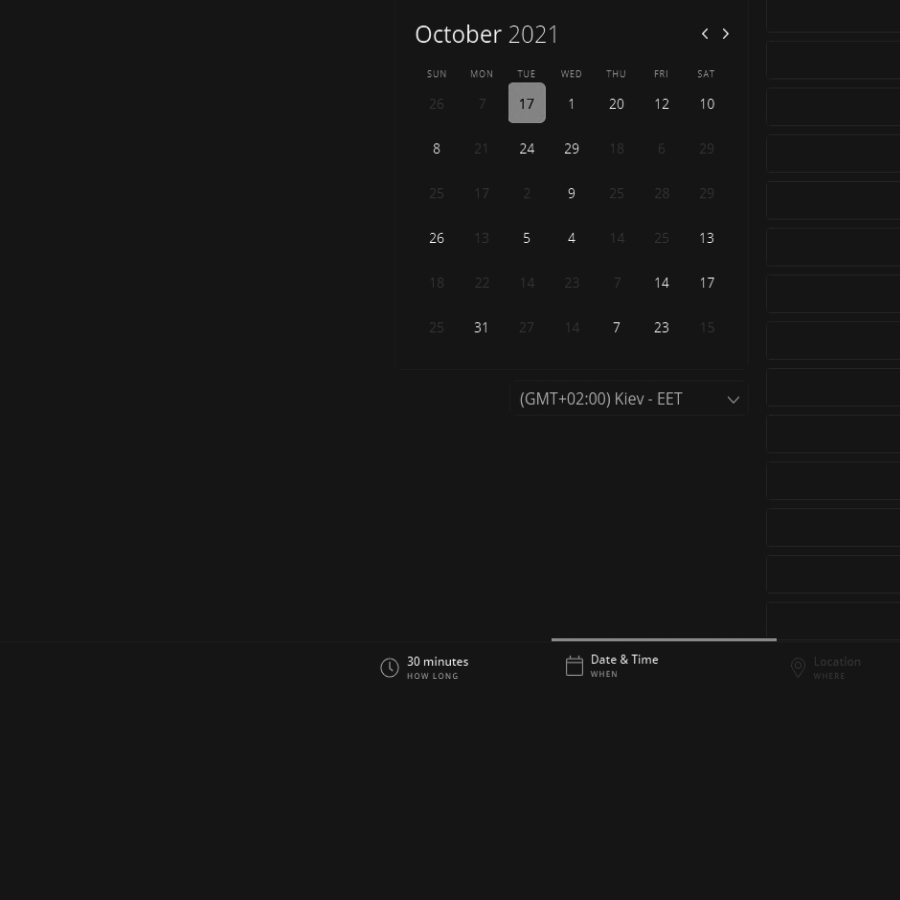 October 2021
SUN MON TUE WED THU FRI SAT
26 7 17 1 20 12 10
8 21 24 29 18 6 29
25 17 2 9 25 28 29
26 13 5 4 14 25 13
18 22 14 23 7 14 17
25 31 27 14 7 23 15
(GMT+02:00) Kiev - EET
30 minutes
HOW LONG
Date & Time
WHEN
Location
WHERE